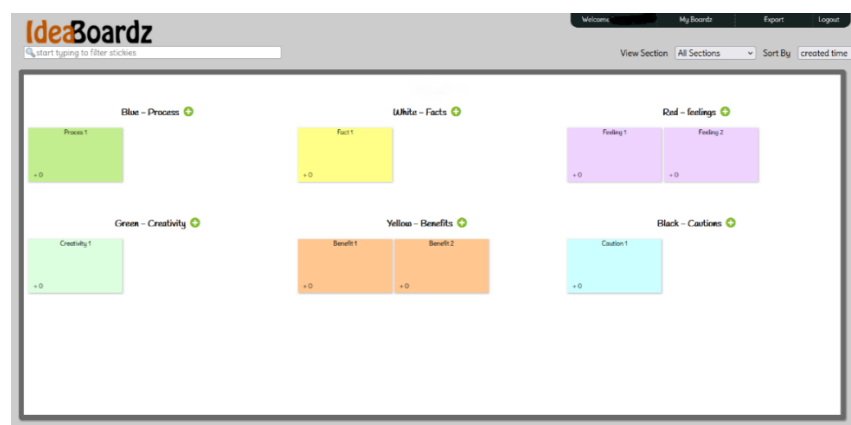 IdeaBoardz
Welcome My Boardz Export Logout
start typing to filter stickies
View Section All Sections Sort By created time
Blue - Process White - Facts Red - feelings
Proces 1 Fact 1 Feeling 1 Feeling 2
+0 +0 +0 +0
Green - Creativity Yellow - Benefits Black - Cautions
Creativity 1 Benefit 1 Benefit 2 Caution 1
+0 +0 +0 +0